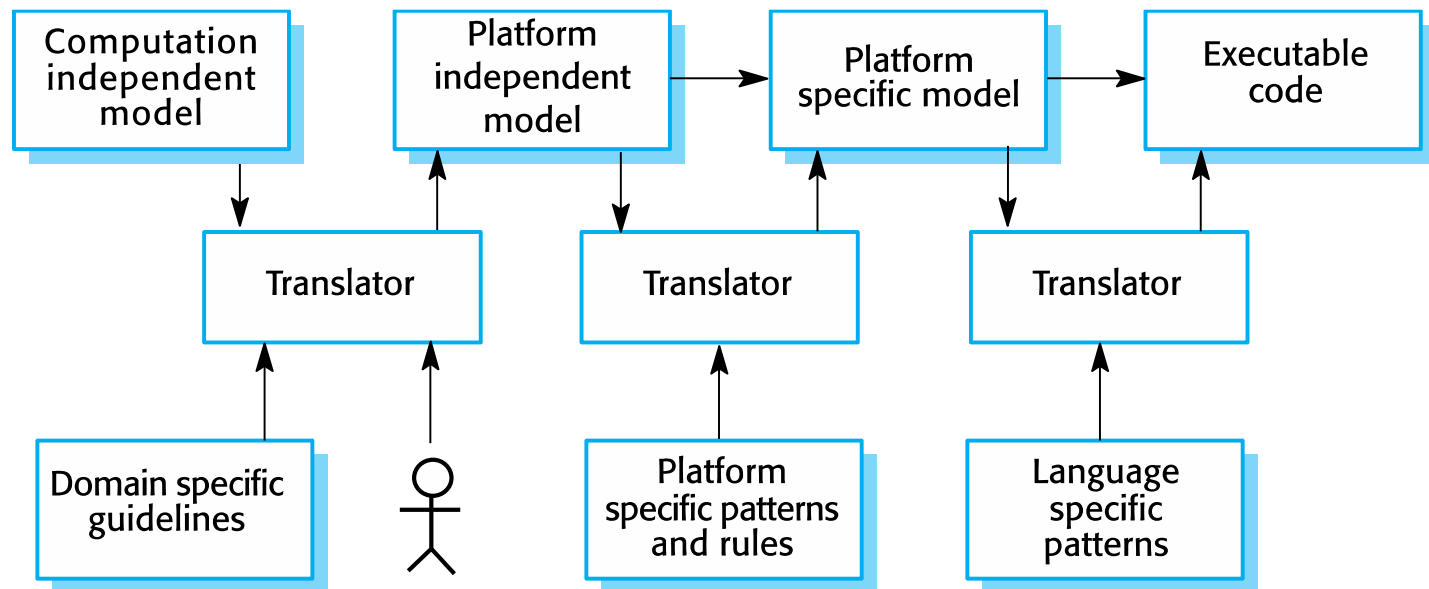 Computation
independent
model
Platform
independent
model
Platform
specific model
Executable
code
Translator
Translator
Translator
Domain specific
guidelines
Platform
specific patterns
and rules
Language
specific
patterns